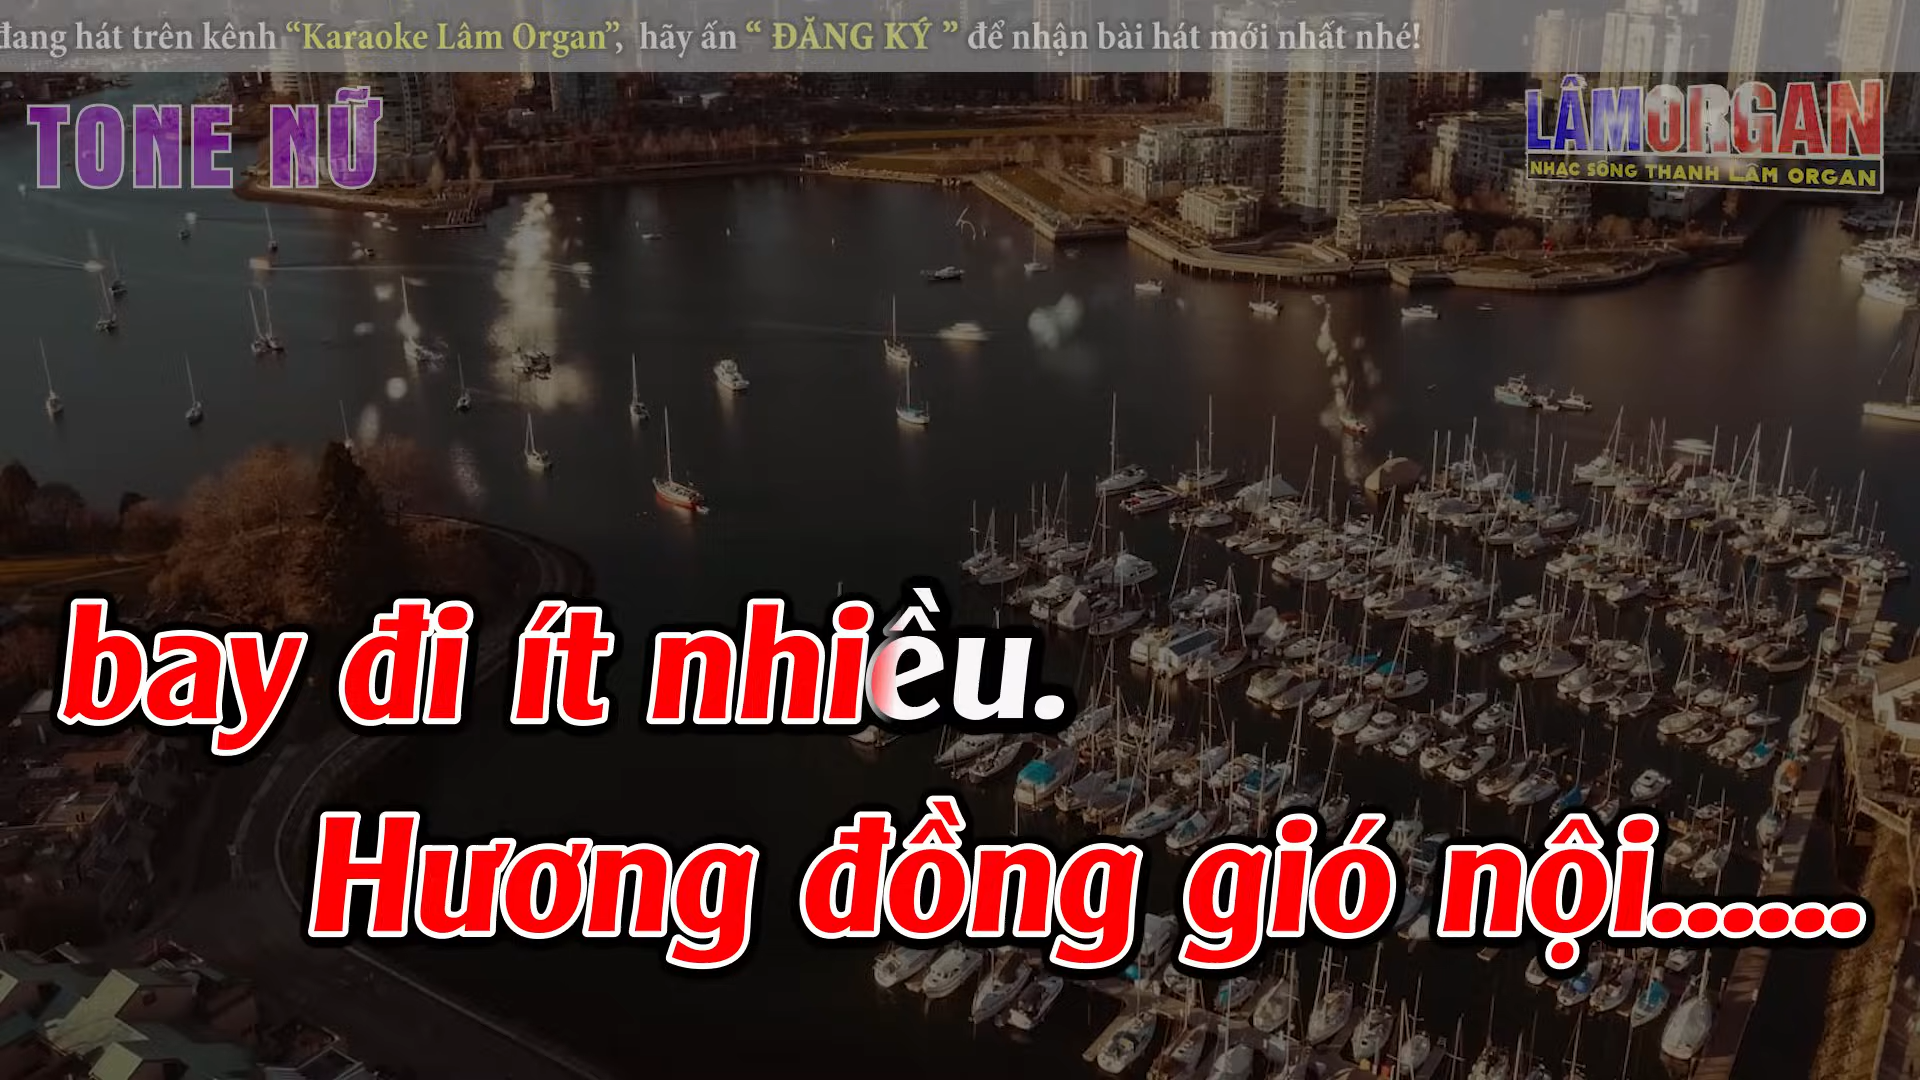 đang hát trên kênh “Karaoke Lâm Organ”, hãy ấn “ ĐĂNG KÝ ” để nhận bài hát mới nhất nhé!
TONE NỮ
LÂMORGAN
NHẠC SỐNG THANH LÂM ORGAN
bay đi ít nhiều.
Hương đồng gió nội......